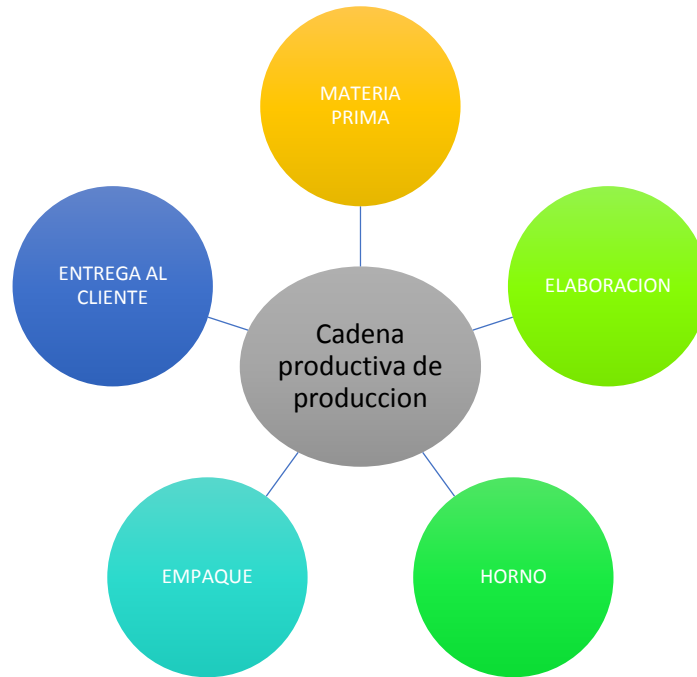 MATERIA
PRIMA
ENTREGA AL
CLIENTE
ELABORACION
Cadena
productiva de
produccion
EMPAQUE
HORNO